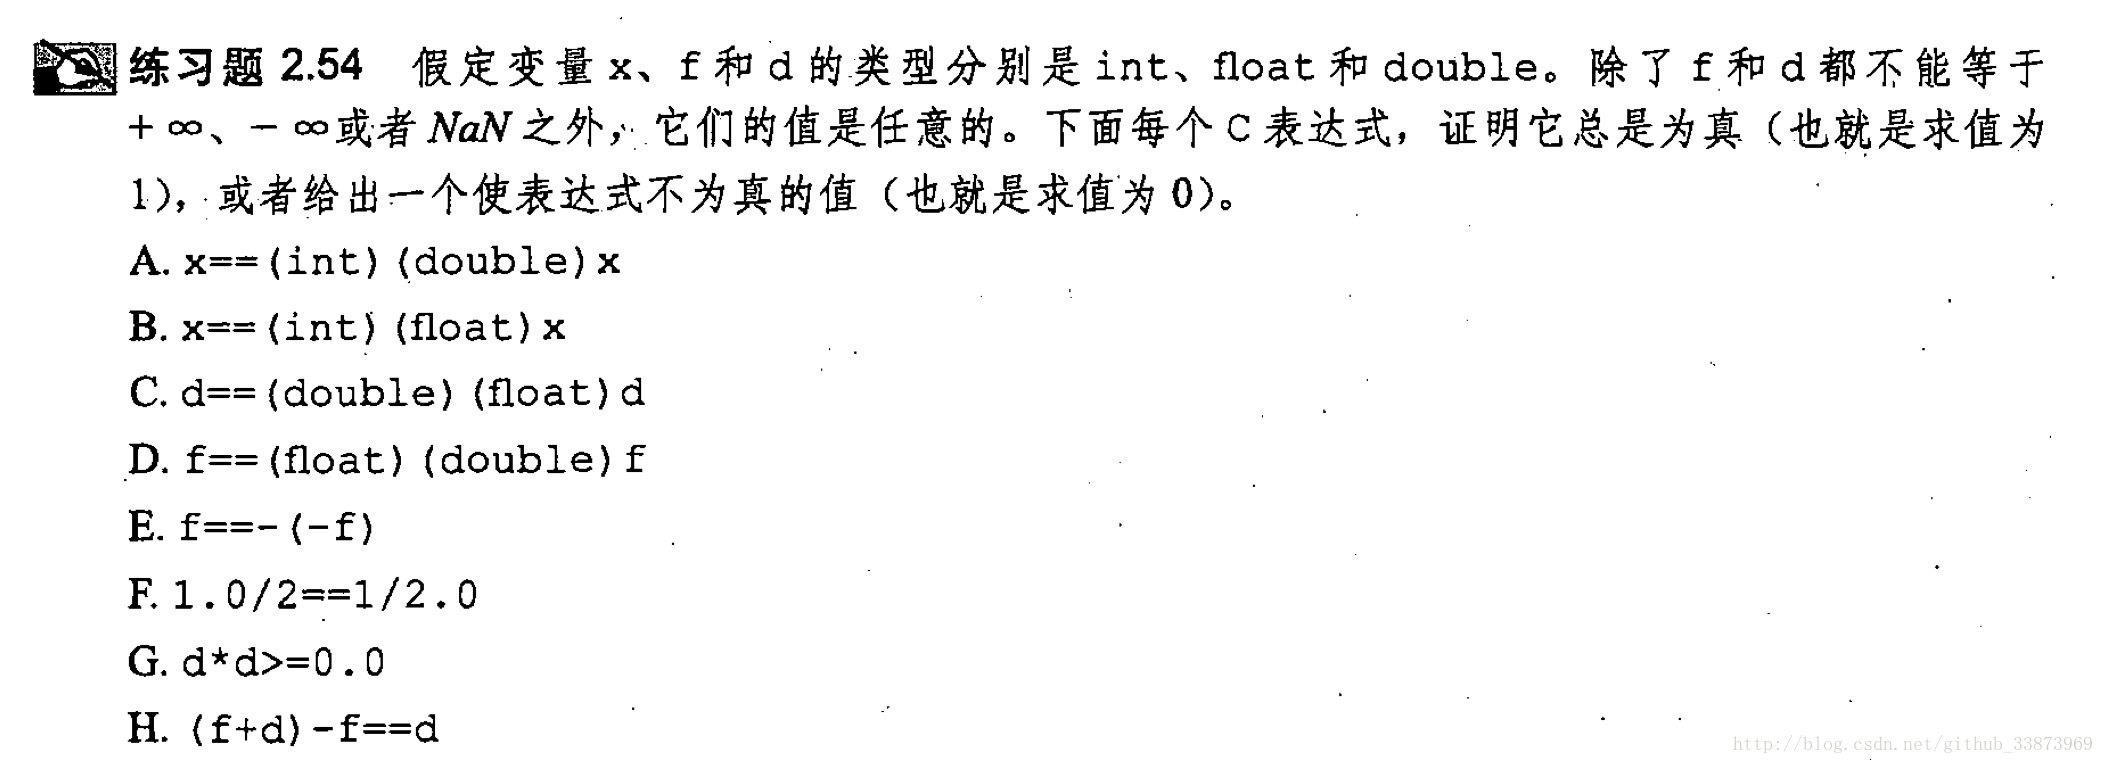 练习题 2.54 假定变量 x、f 和 d 的类型分别是 int、float 和 double。除了 f 和 d 都不能等于
+∞、-∞或者 NaN 之外，它们的值是任意的。下面每个 C 表达式，证明它总是为真（也就是求值为
1），或者给出一个使表达式不为真的值（也就是求值为 0）。
A. x==(int)(double)x
B. x==(int)(float)x
C. d==(double)(float)d
D. f==(float)(double)f
E. f==-(-f)
F. 1.0/2==1/2.0
G. d*d>=0.0
H. (f+d)-f==d
http://blog.csdn.net/github_33873969